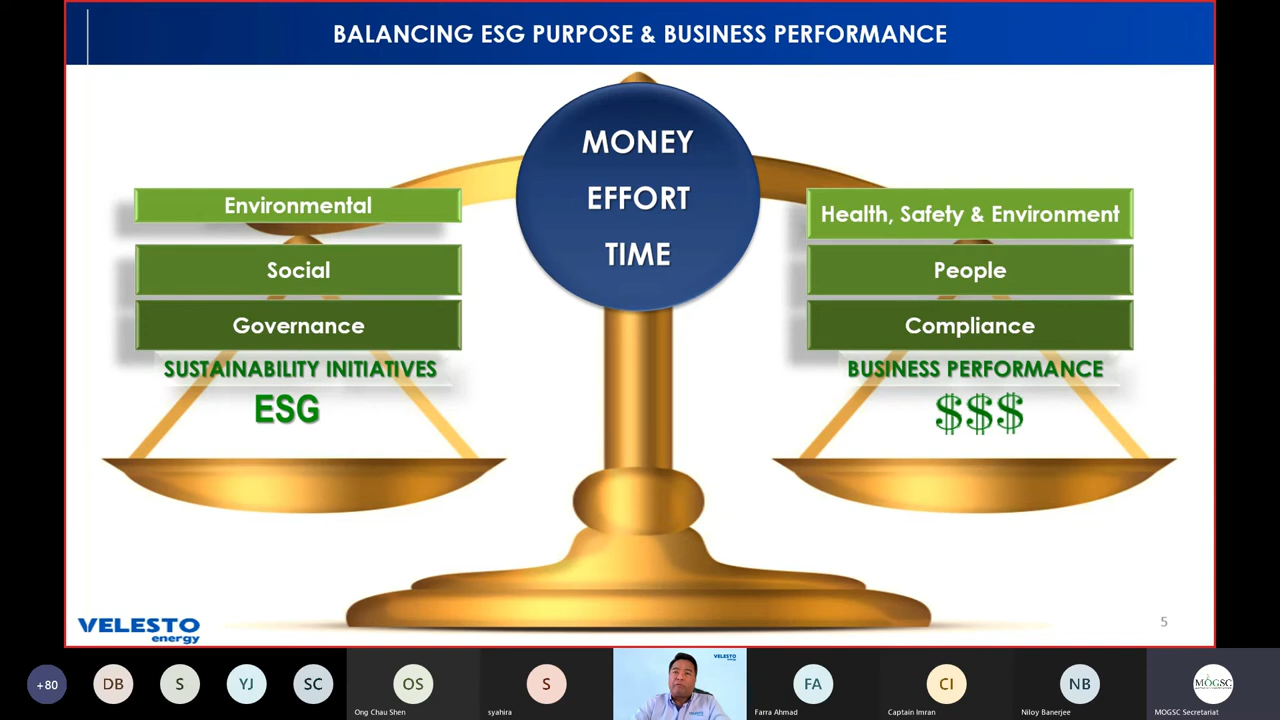 BALANCING ESG PURPOSE & BUSINESS PERFORMANCE
MONEY
EFFORT
TIME
Environmental
Social
Governance
SUSTAINABILITY INITIATIVES
ESG
Health, Safety & Environment
People
Compliance
BUSINESS PERFORMANCE
$$$
VELESTO
energy
5
+80
DB
S
YJ
SC
OS
Ong Chau Shen
S
syahira
VELESTO
FA
Farra Ahmad
CI
Captain Imran
NB
Niloy Banerjee
MOGSC
MOGSC Secretariat